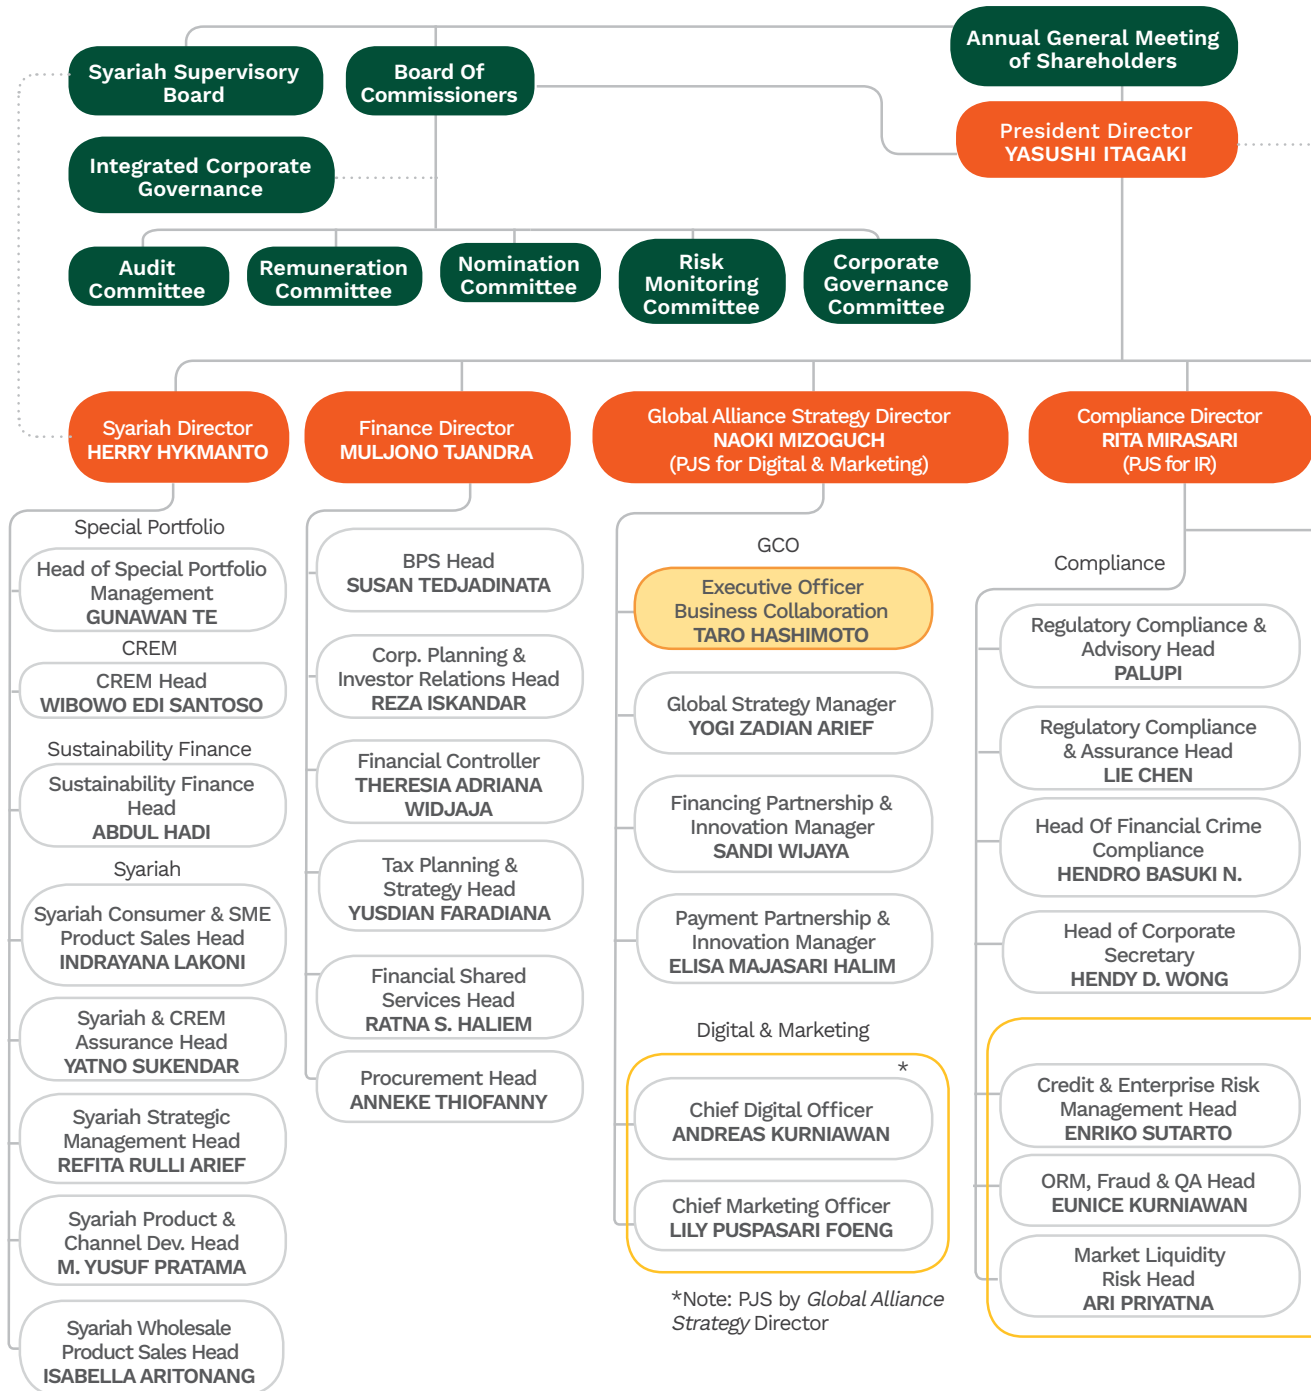 Annual General Meeting
of Shareholders
Syariah Supervisory
Board
Board Of
Commissioners
President Director
YASUSHI ITAGAKI
Integrated Corporate
Governance
Audit
Committee
Remuneration
Committee
Nomination
Committee
Risk
Monitoring
Committee
Corporate
Governance
Committee
Syariah Director
HERRY HYKMANTO
Finance Director
MULJONO TJANDRA
Global Alliance Strategy Director
NAOKI MIZOGUCH
(PJS for Digital & Marketing)
Compliance Director
RITA MIRASARI
(PJS for IR)
Special Portfolio
Head of Special Portfolio
Management
GUNAWAN TE
CREM
CREM Head
WIBOWO EDI SANTOSO
Sustainability Finance
Sustainability Finance
Head
ABDUL HADI
Syariah
Syariah Consumer & SME
Product Sales Head
INDRAYANA LAKONI
Syariah & CREM
Assurance Head
YATNO SUKENDAR
Syariah Strategic
Management Head
REFITA RULLI ARIEF
Syariah Product &
Channel Dev. Head
M. YUSUF PRATAMA
Syariah Wholesale
Product Sales Head
ISABELLA ARITONANG
BPS Head
SUSAN TEDJADINATA
Corp. Planning &
Investor Relations Head
REZA ISKANDAR
Financial Controller
THERESIA ADRIANA
WIDJAJA
Tax Planning &
Strategy Head
YUSDIAN FARADIANA
Financial Shared
Services Head
RATNA S. HALIEM
Procurement Head
ANNEKE THIOFANNY
GCO
Executive Officer
Business Collaboration
TARO HASHIMOTO
Global Strategy Manager
YOGI ZADIAN ARIEF
Financing Partnership &
Innovation Manager
SANDI WIJAYA
Payment Partnership &
Innovation Manager
ELISA MAJASARI HALIM
Digital & Marketing
*
Chief Digital Officer
ANDREAS KURNIAWAN
Chief Marketing Officer
LILY PUSPASARI FOENG
*Note: PJS by Global Alliance
Strategy Director
Compliance
Regulatory Compliance &
Advisory Head
PALUPI
Regulatory Compliance
& Assurance Head
LIE CHEN
Head Of Financial Crime
Compliance
HENDRO BASUKI N.
Head of Corporate
Secretary
HENDY D. WONG
Credit & Enterprise Risk
Management Head
ENRIKO SUTARTO
ORM, Fraud & QA Head
EUNICE KURNIAWAN
Market Liquidity
Risk Head
ARI PRIYATNA